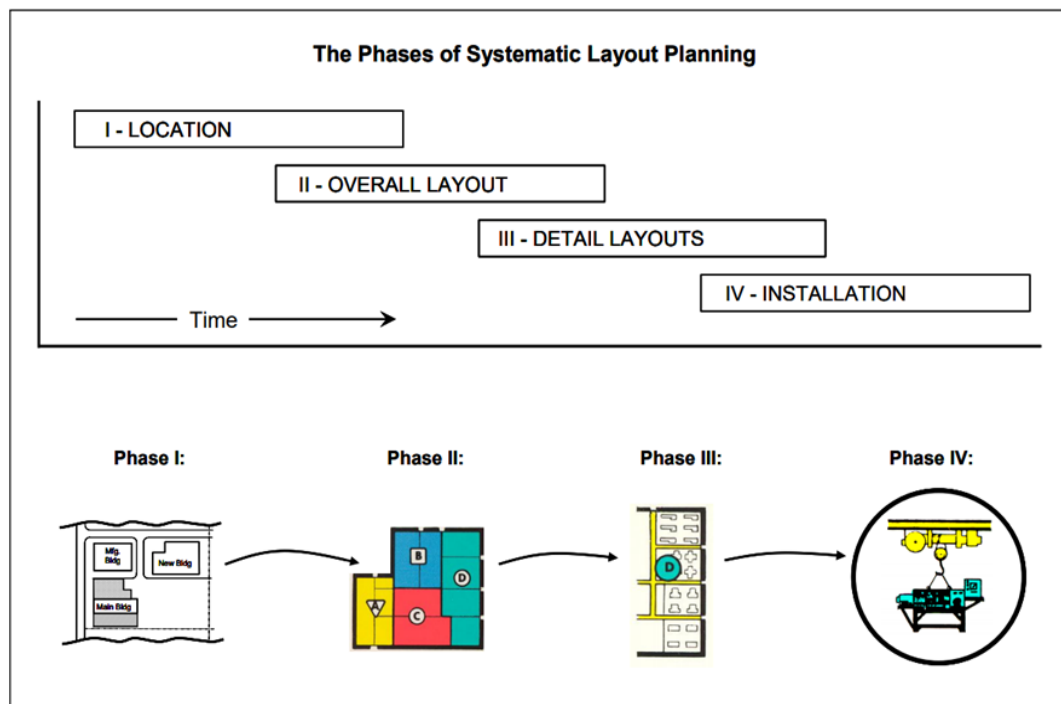 The Phases of Systematic Layout Planning
I - LOCATION
II - OVERALL LAYOUT
III - DETAIL LAYOUTS
IV - INSTALLATION
Time
Phase I:
Phase II:
Phase III:
Phase IV:
Mfg.
Bldg
New Bldg
Main Bldg
B
D
A
C
D